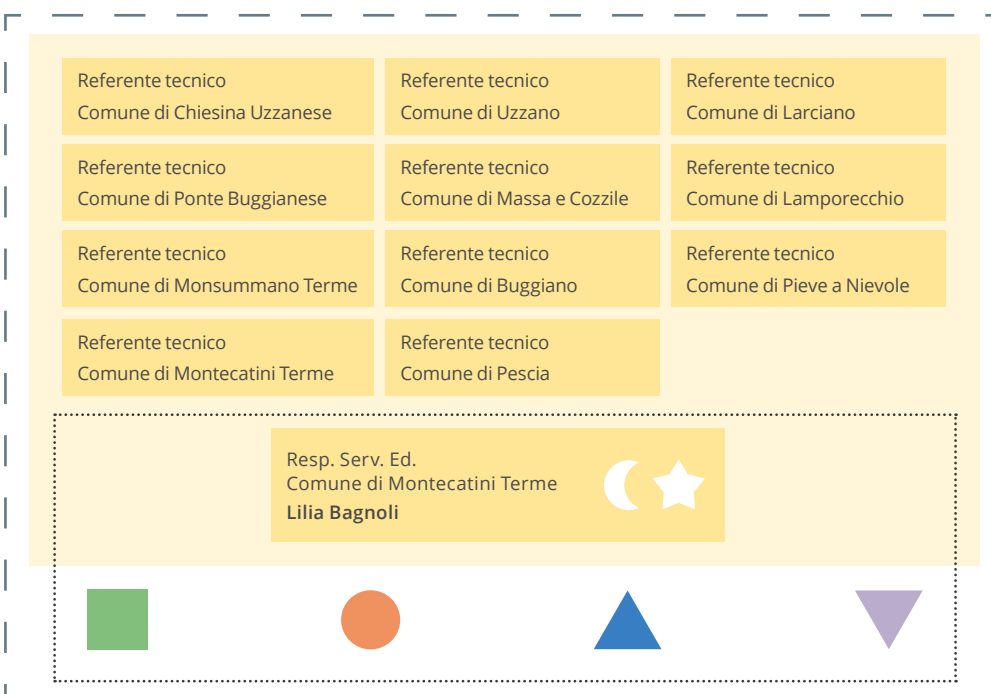 Referente tecnico
Comune di Chiesina Uzzanese
Referente tecnico
Comune di Uzzano
Referente tecnico
Comune di Larciano
Referente tecnico
Comune di Ponte Buggianese
Referente tecnico
Comune di Massa e Cozzile
Referente tecnico
Comune di Lamporecchio
Referente tecnico
Comune di Monsummano Terme
Referente tecnico
Comune di Buggiano
Referente tecnico
Comune di Pieve a Nievole
Referente tecnico
Comune di Montecatini Terme
Referente tecnico
Comune di Pescia
Resp. Serv. Ed.
Comune di Montecatini Terme
Lilia Bagnoli